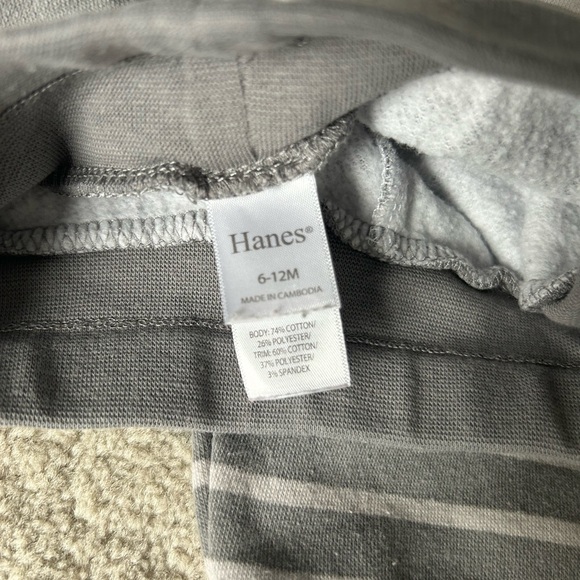 Hanes®
6-12M
MADE IN CAMBODIA
BODY: 74% COTTON/
26% POLYESTER/
TRIM: 60% COTTON/
37% POLYESTER/
3% SPANDEX